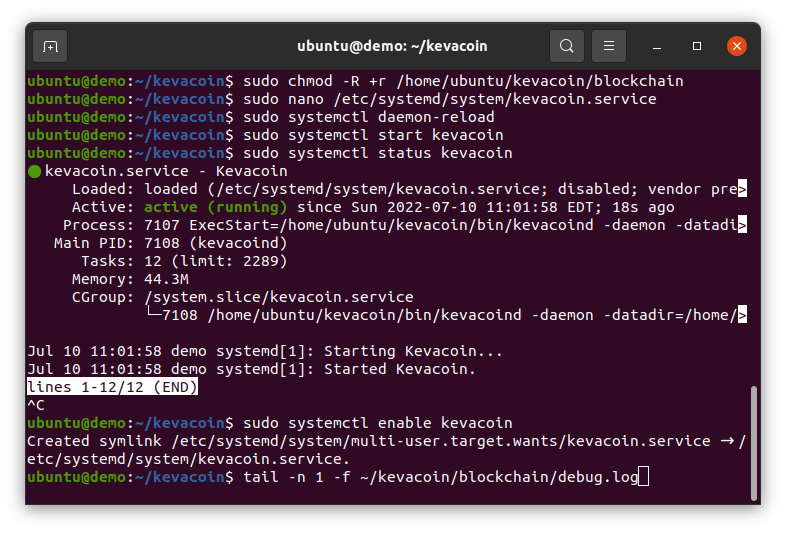 ubuntu@demo: ~/kevacoin
ubuntu@demo:~/kevacoin$ sudo chmod -R +r /home/ubuntu/kevacoin/blockchain
ubuntu@demo:~/kevacoin$ sudo nano /etc/systemd/system/kevacoin.service
ubuntu@demo:~/kevacoin$ sudo systemctl daemon-reload
ubuntu@demo:~/kevacoin$ sudo systemctl start kevacoin
ubuntu@demo:~/kevacoin$ sudo systemctl status kevacoin
● kevacoin.service - Kevacoin
     Loaded: loaded (/etc/systemd/system/kevacoin.service; disabled; vendor pre>
     Active: active (running) since Sun 2022-07-10 11:01:58 EDT; 18s ago
    Process: 7107 ExecStart=/home/ubuntu/kevacoin/bin/kevacoind -daemon -datadi>
   Main PID: 7108 (kevacoind)
      Tasks: 12 (limit: 2289)
     Memory: 44.3M
     CGroup: /system.slice/kevacoin.service
             └─7108 /home/ubuntu/kevacoin/bin/kevacoind -daemon -datadir=/home/>
Jul 10 11:01:58 demo systemd[1]: Starting Kevacoin...
Jul 10 11:01:58 demo systemd[1]: Started Kevacoin.
lines 1-12/12 (END)
^C
ubuntu@demo:~/kevacoin$ sudo systemctl enable kevacoin
Created symlink /etc/systemd/system/multi-user.target.wants/kevacoin.service → /
etc/systemd/system/kevacoin.service.
ubuntu@demo:~/kevacoin$ tail -n 1 -f ~/kevacoin/blockchain/debug.log